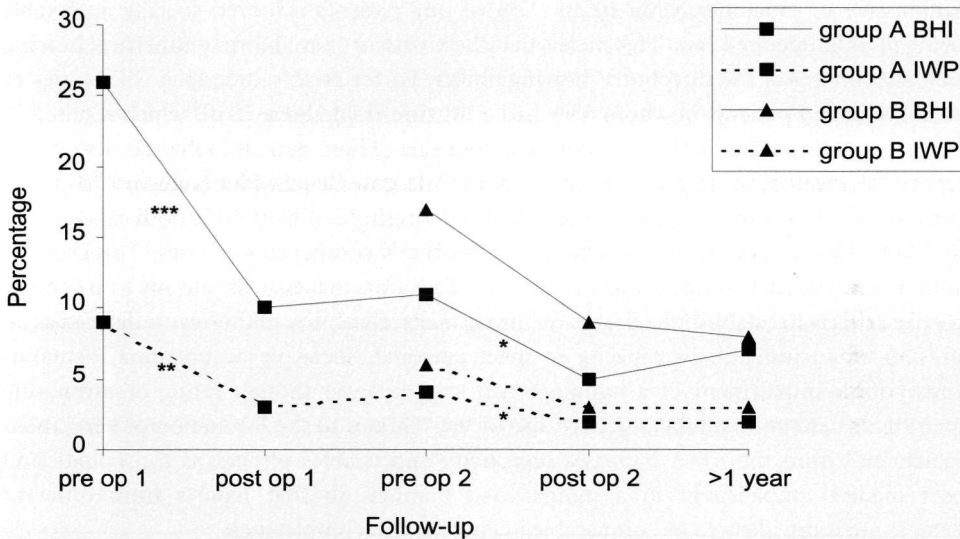 30
25
20
15
10
5
0
Percentage
***
**
*
*
group A BHI
group A IWP
group B BHI
group B IWP
pre op 1
post op 1
pre op 2
post op 2
>1 year
Follow-up